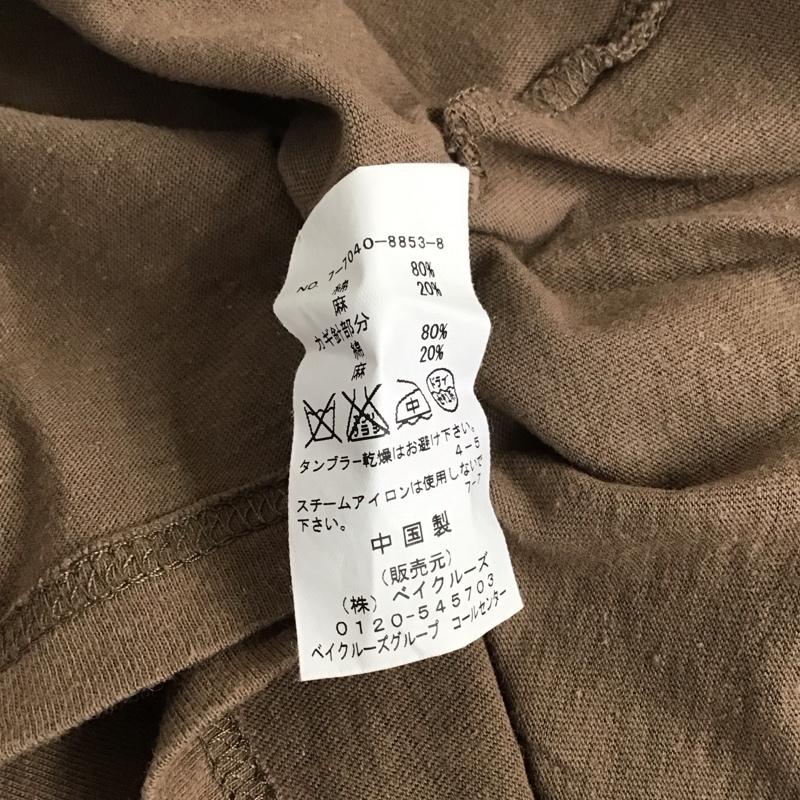 NO. 7-7040-8853-8
綿 80%
麻 20%
カギ針部分
綿 80%
麻 20%
中 ドライ
タンブラー乾燥はお避け下さい。
4-5
スチームアイロンは使用しないで
下さい。 7-7
中国製
(販売元)
(株) ベイクルーズ
0120-545703
ベイクルーズグループ コールセンター